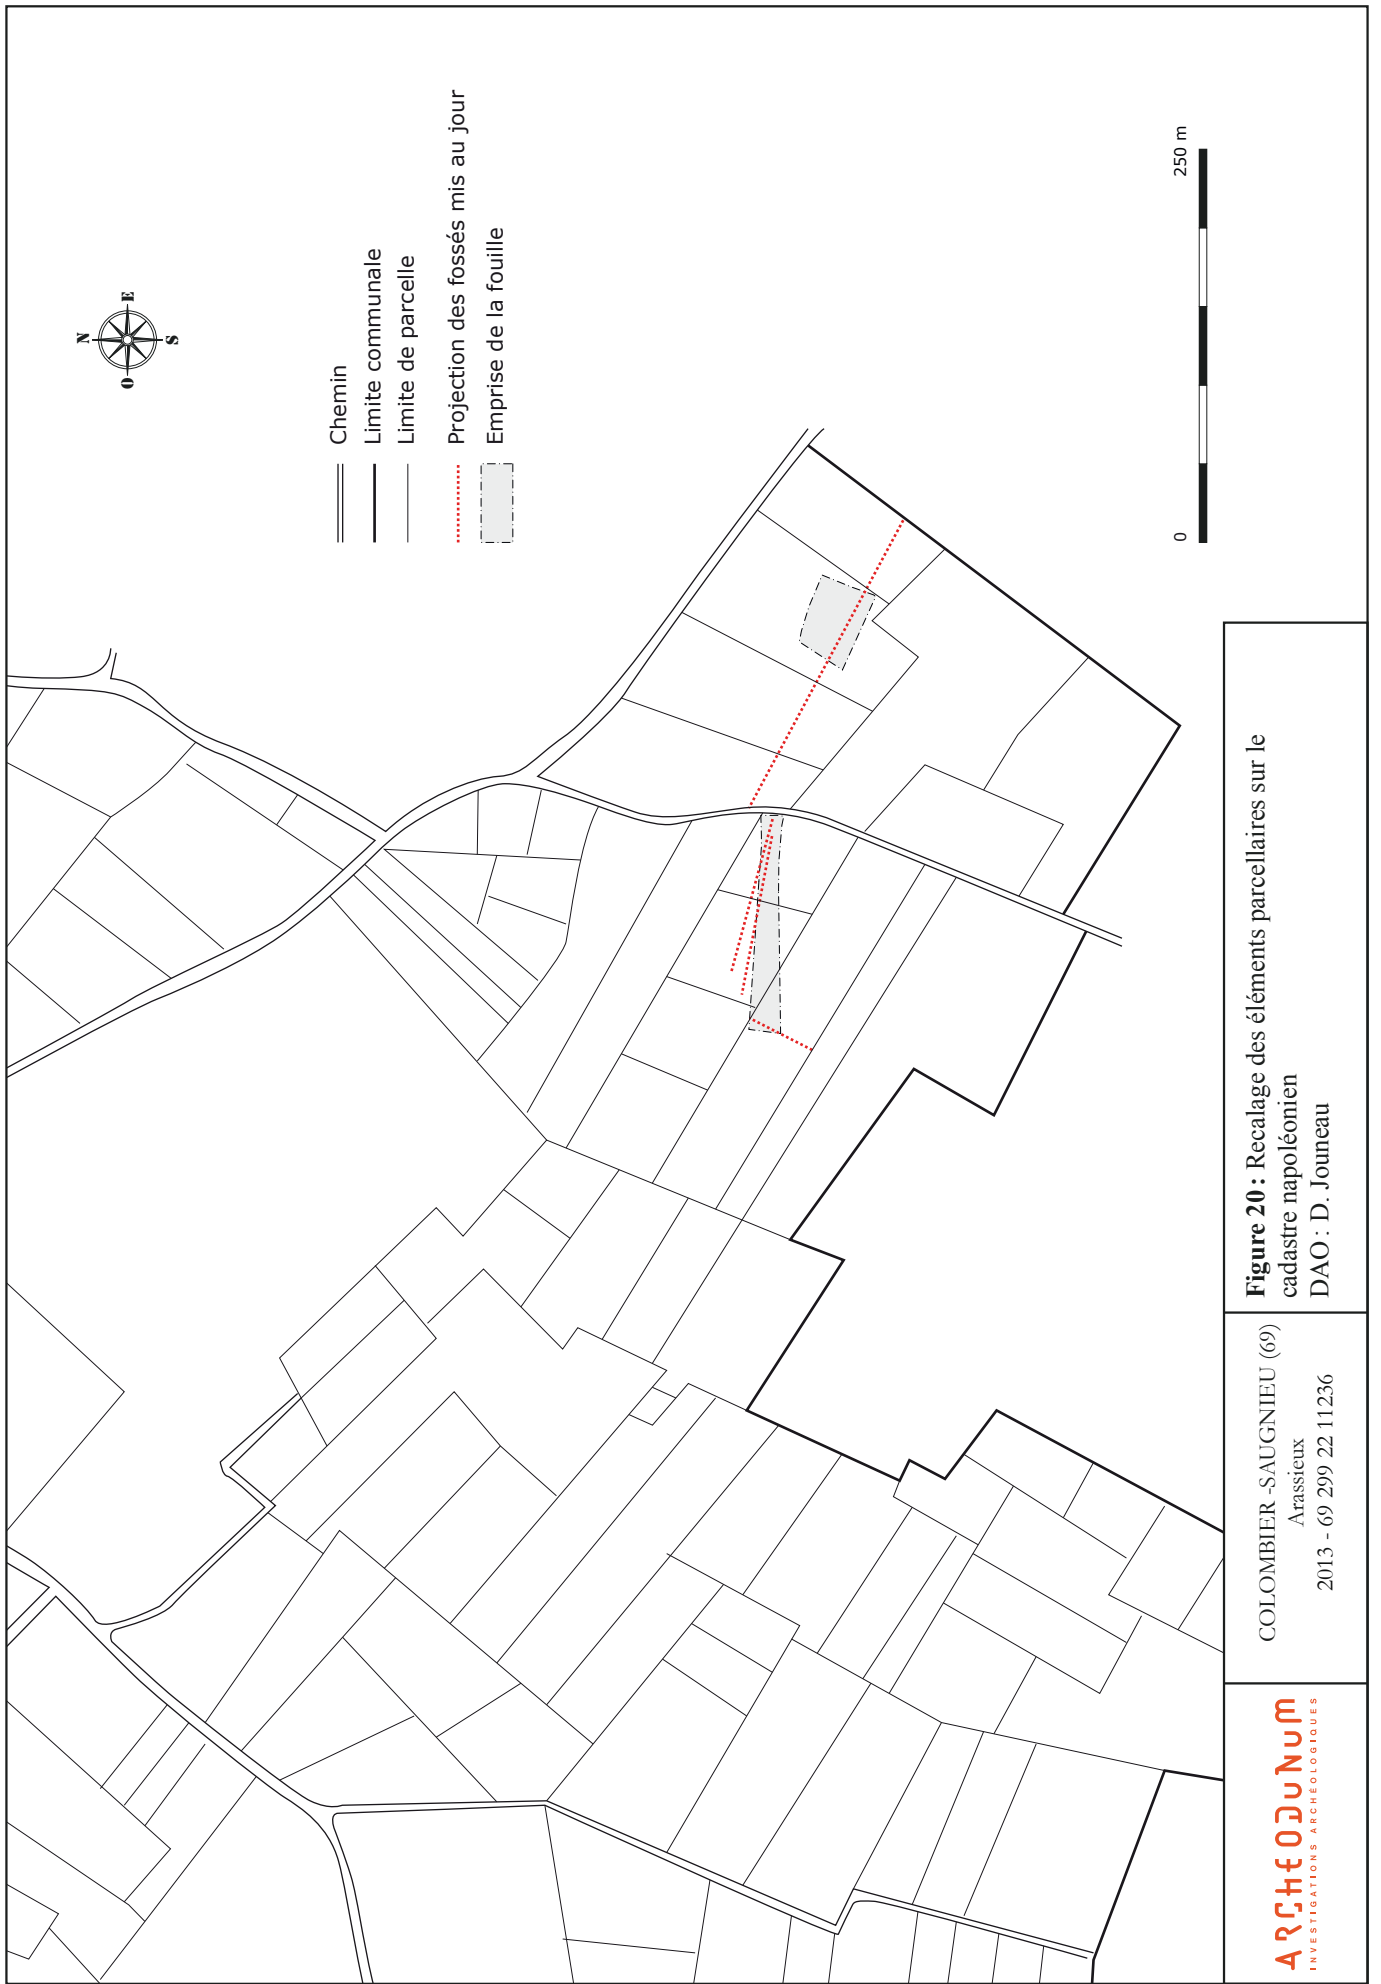 N
O
E
S
Chemin
Limite communale
Limite de parcelle
Projection des fossés mis au jour
Emprise de la fouille
0
250 m
ARCHEODUNUM
INVESTIGATIONS ARCHÉOLOGIQUES
COLOMBIER -SAUGNIEU (69)
Arassieux
2013 - 69 299 22 11236
Figure 20 : Recalage des éléments parcellaires sur le
cadastre napoléonien
DAO : D. Jouneau